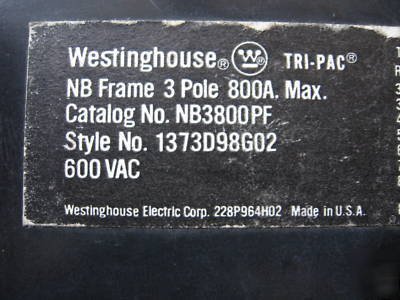 Westinghouse® W TRI-PAC®
NB Frame 3 Pole 800A. Max.
Catalog No. NB3800PF
Style No. 1373D98G02
600 VAC
Westinghouse Electric Corp. 228P964H02 Made in U.S.A.